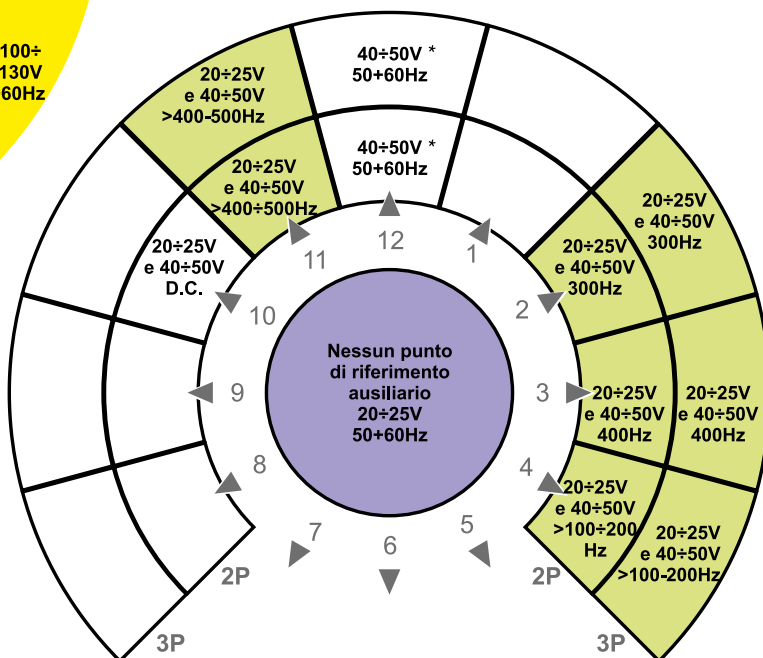 100÷
130V
60Hz
40÷50V *
50+60Hz
20÷25V
e 40÷50V
>400-500Hz
40÷50V *
50+60Hz
20÷25V
e 40÷50V
>400÷500Hz
20÷25V
e 40÷50V
300Hz
20÷25V
e 40÷50V
300Hz
20÷25V
e 40÷50V
D.C.
12
11
1
10
2
9
3
8
4
7
5
6
Nessun punto
di riferimento
ausiliario
20÷25V
50+60Hz
20÷25V
e 40÷50V
400Hz
20÷25V
e 40÷50V
400Hz
20÷25V
e 40÷50V
>100÷200
Hz
20÷25V
e 40÷50V
>100-200Hz
2P
2P
3P
3P